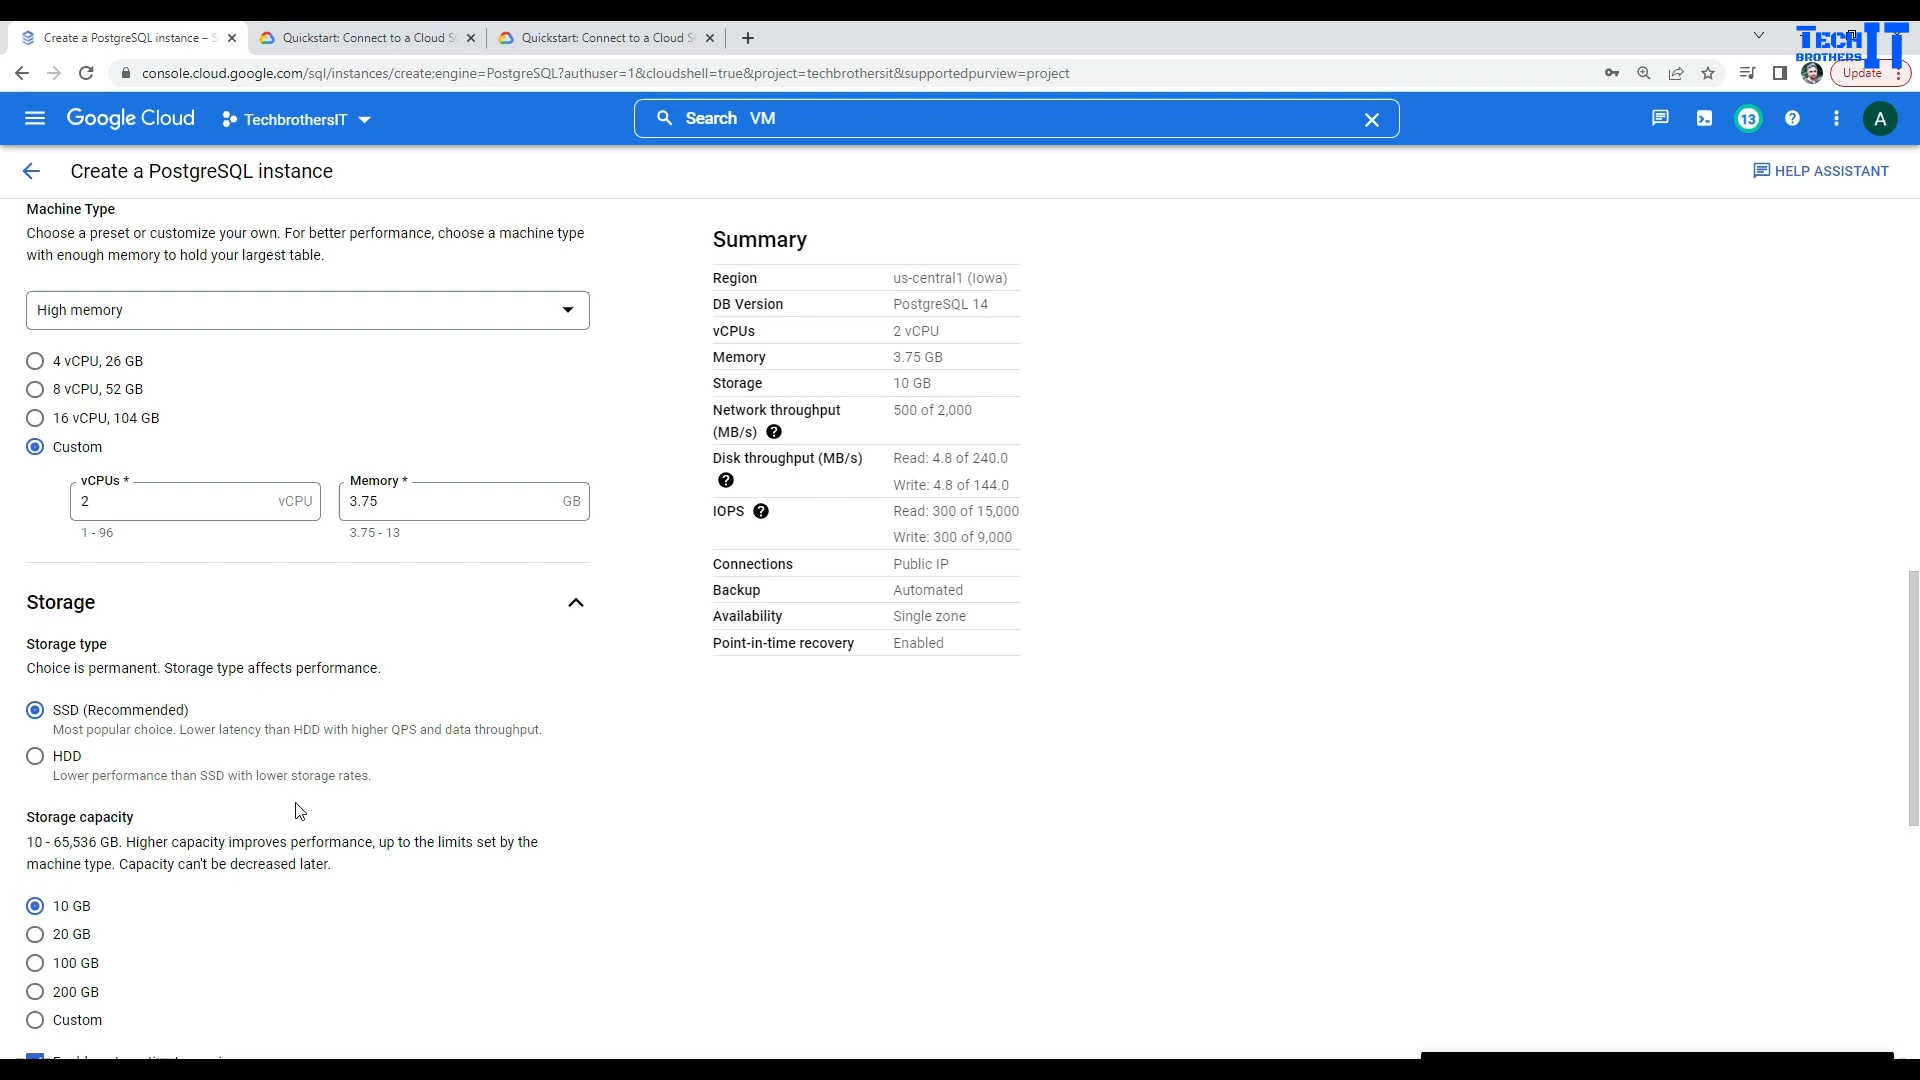 Create a PostgreSQL instance – S
Quickstart: Connect to a Cloud S
Quickstart: Connect to a Cloud S
TECH IT
BROTHERS
console.cloud.google.com/sql/instances/create;engine=PostgreSQL?authuser=1&cloudshell=true&project=techbrothersit&supportedpurview=project
Update
Google Cloud
TechbrothersIT
Search VM
13
A
Create a PostgreSQL instance
HELP ASSISTANT
Machine Type
Choose a preset or customize your own. For better performance, choose a machine type
with enough memory to hold your largest table.
High memory
4 vCPU, 26 GB
8 vCPU, 52 GB
16 vCPU, 104 GB
Custom
vCPUs *
2 vCPU
1 - 96
Memory *
3.75 GB
3.75 - 13
Storage
Storage type
Choice is permanent. Storage type affects performance.
SSD (Recommended)
Most popular choice. Lower latency than HDD with higher QPS and data throughput.
HDD
Lower performance than SSD with lower storage rates.
Storage capacity
10 - 65,536 GB. Higher capacity improves performance, up to the limits set by the
machine type. Capacity can't be decreased later.
10 GB
20 GB
100 GB
200 GB
Custom
Summary
Region us-central1 (Iowa)
DB Version PostgreSQL 14
vCPUs 2 vCPU
Memory 3.75 GB
Storage 10 GB
Network throughput 500 of 2,000
(MB/s)
Disk throughput (MB/s) Read: 4.8 of 240.0
Write: 4.8 of 144.0
IOPS Read: 300 of 15,000
Write: 300 of 9,000
Connections Public IP
Backup Automated
Availability Single zone
Point-in-time recovery Enabled